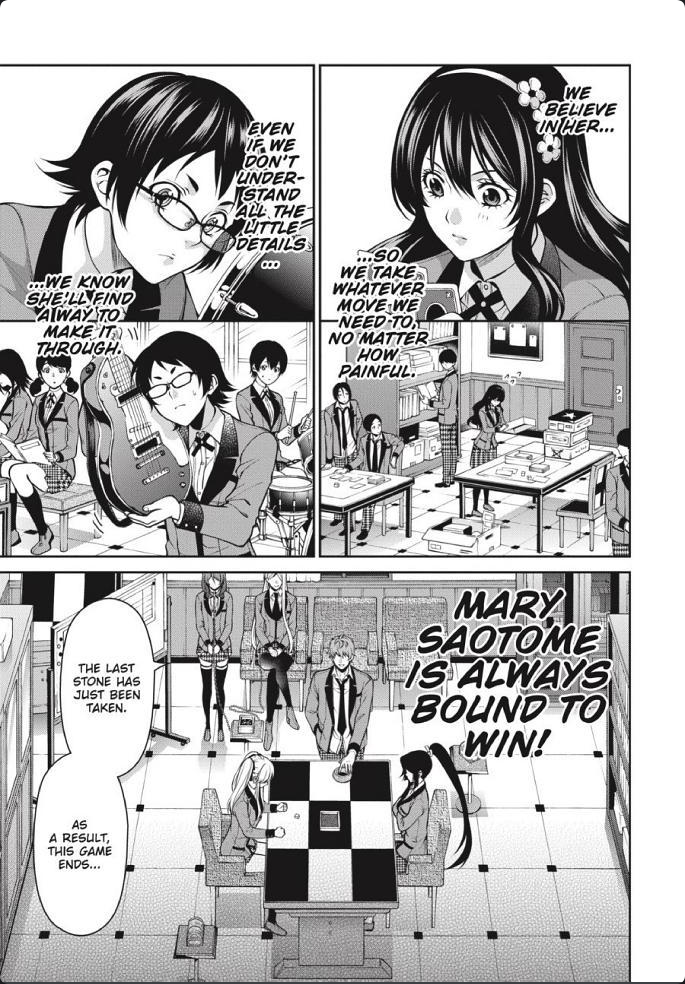 WE
BELIEVE
IN HER...
...SO
WE TAKE
WHATEVER
MOVE WE
NEED TO,
NO MATTER
HOW
PAINFUL.
EVEN
IF WE
DON'T
UNDER-
STAND
ALL THE
LITTLE
DETAILS
...
...WE KNOW
SHE'LL FIND
A WAY TO
MAKE IT
THROUGH.
MARY
SAOTOME
IS ALWAYS
BOUND TO
WIN!
THE LAST
STONE HAS
JUST BEEN
TAKEN.
AS
A RESULT,
THIS GAME
ENDS...